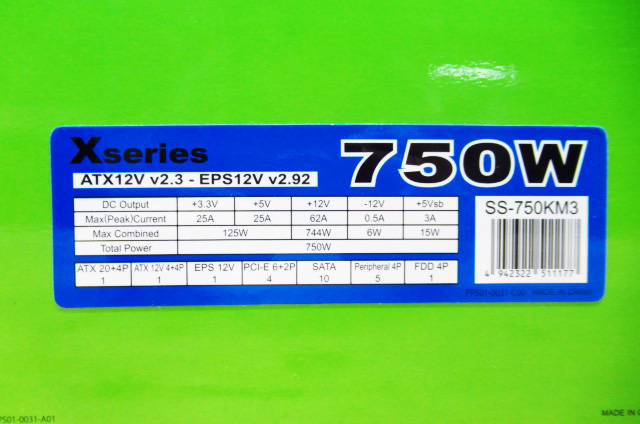 Xseries
750W
ATX12V v2.3 - EPS12V v2.92
DC Output +3.3V +5V +12V -12V +5Vsb
Max(Peak)Current 25A 25A 62A 0.5A 3A
Max Combined 125W 744W 6W 15W
Total Power 750W
ATX 20+4P ATX 12V 4+4P EPS 12V PCI-E 6+2P SATA Peripheral 4P FDD 4P
1 1 1 4 10 5 1
SS-750KM3
4 942322 511177
MADE IN CHINA
MADE IN